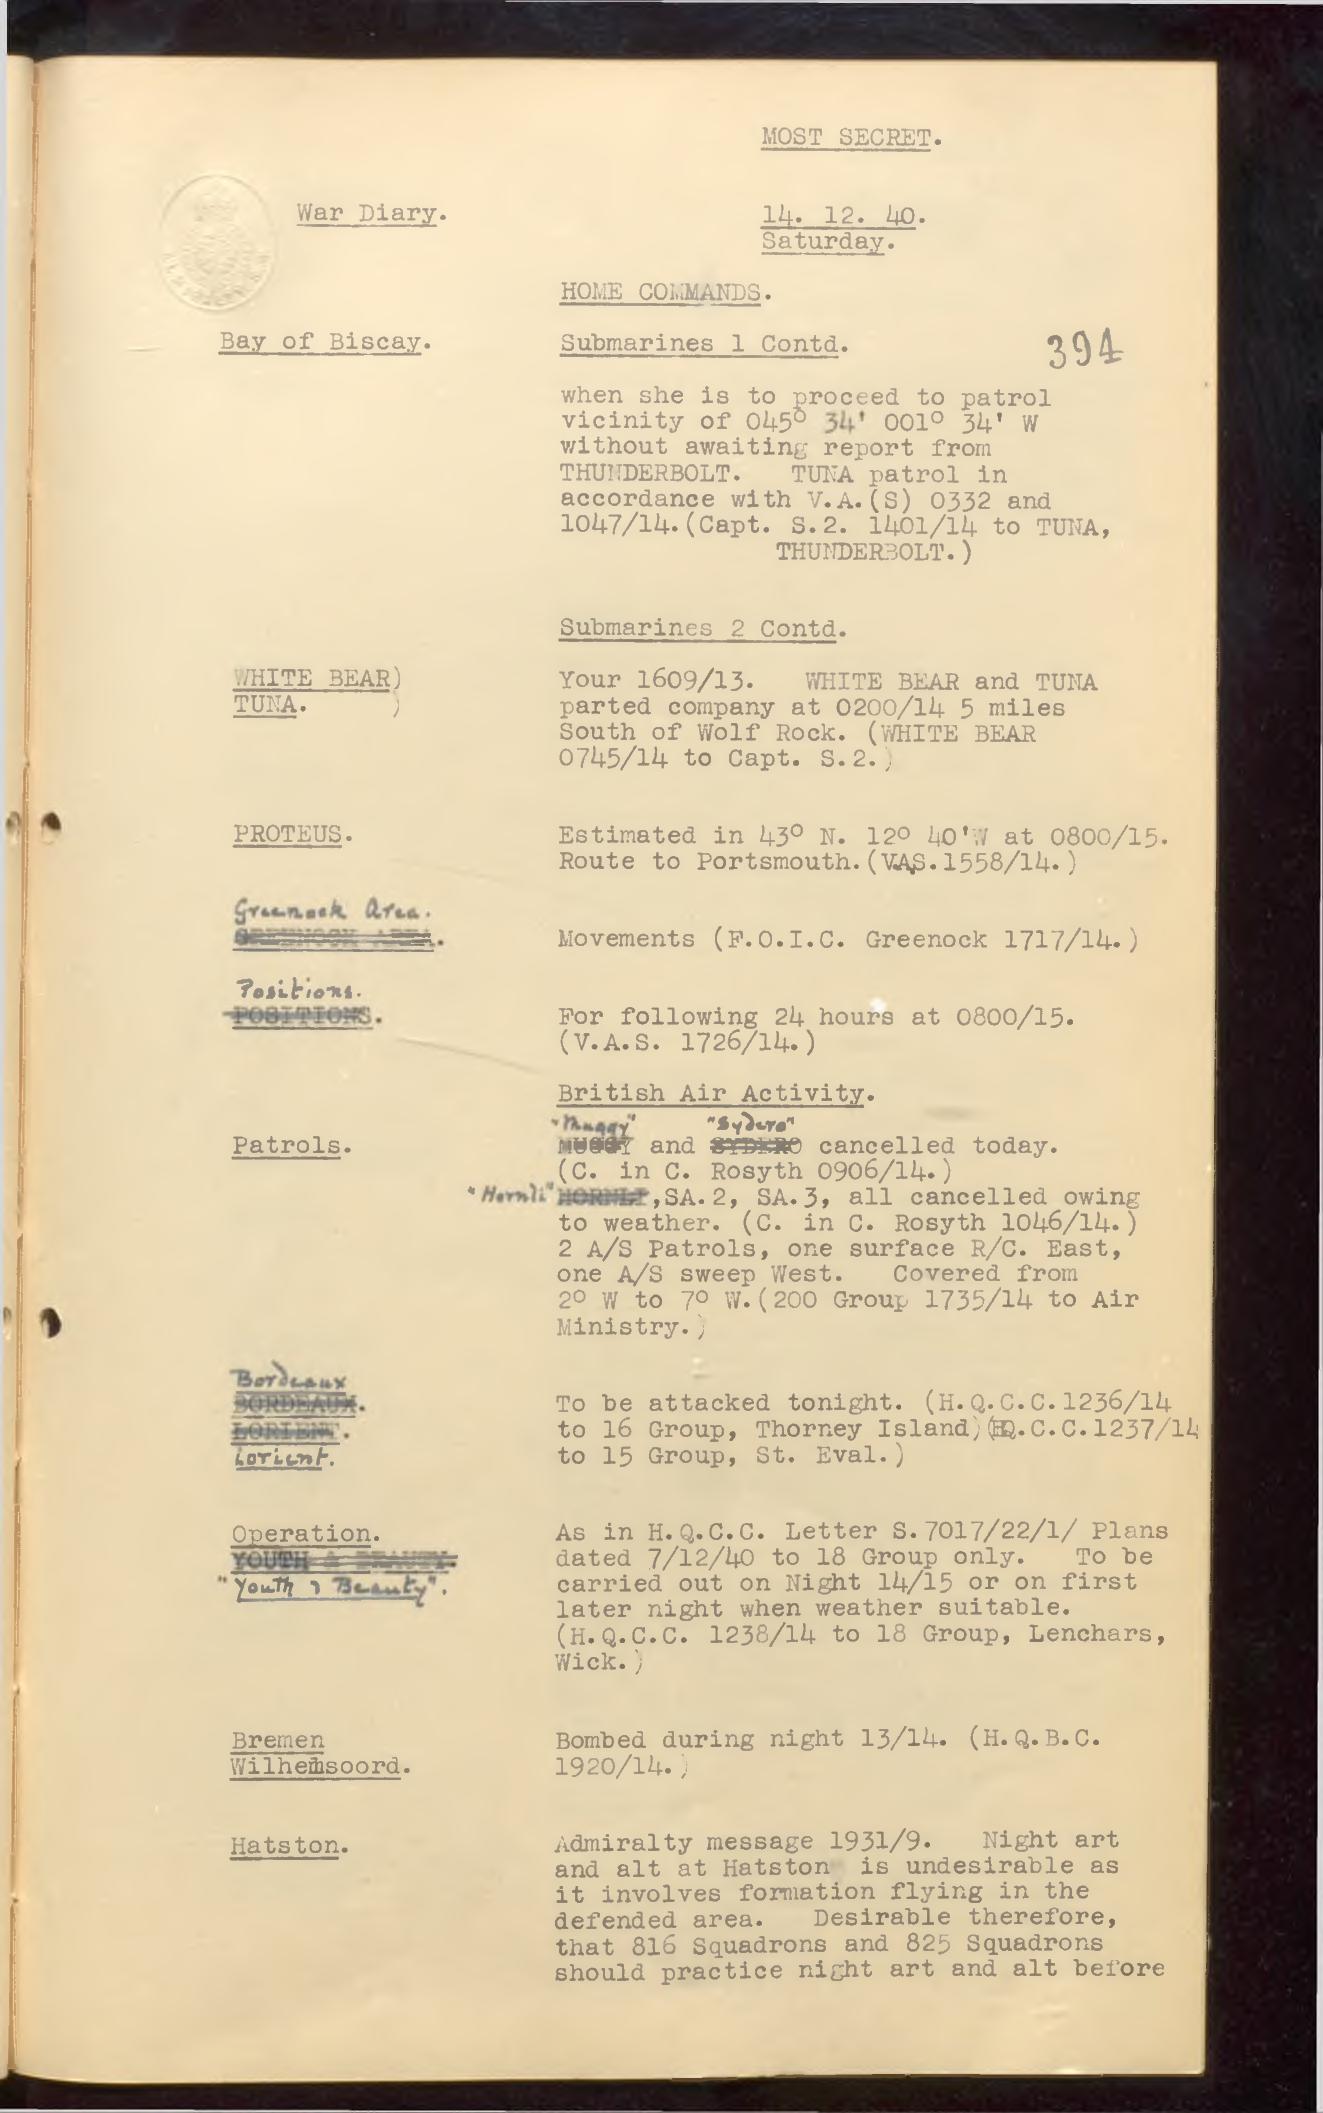 MOST SECRET.
War Diary.
14. 12. 40.
Saturday.
HOME COMMANDS.
Bay of Biscay.
Submarines 1 Contd.
394
when she is to proceed to patrol
vicinity of 045° 34' 001° 34' W
without awaiting report from
THUNDERBOLT. TUNA patrol in
accordance with V.A.(S) 0332 and
1047/14.(Capt. S.2. 1401/14 to TUNA,
THUNDERBOLT.)
Submarines 2 Contd.
WHITE BEAR)
TUNA. )
Your 1609/13. WHITE BEAR and TUNA
parted company at 0200/14 5 miles
South of Wolf Rock. (WHITE BEAR
0745/14 to Capt. S.2.)
PROTEUS.
Estimated in 43° N. 12° 40'W at 0800/15.
Route to Portsmouth.(VAS.1558/14.)
Greenock Area.
GREENOCK AREA.
Movements (F.O.I.C. Greenock 1717/14.)
Positions.
POSITIONS.
For following 24 hours at 0800/15.
(V.A.S. 1726/14.)
British Air Activity.
"Muggy" "Sydero"
Patrols.
MUGGY and SYDERO cancelled today.
(C. in C. Rosyth 0906/14.)
"Hornli" HORNLI,SA.2, SA.3, all cancelled owing
to weather. (C. in C. Rosyth 1046/14.)
2 A/S Patrols, one surface R/C. East,
one A/S sweep West. Covered from
2° W to 7° W.(200 Group 1735/14 to Air
Ministry.)
Bordeaux
BORDEAUX.
LORIENT.
Lorient.
To be attacked tonight. (H.Q.C.C.1236/14
to 16 Group, Thorney Island)(HQ.C.C.1237/14
to 15 Group, St. Eval.)
Operation.
YOUTH & BEAUTY.
"Youth & Beauty".
As in H.Q.C.C. Letter S.7017/22/1/ Plans
dated 7/12/40 to 18 Group only. To be
carried out on Night 14/15 or on first
later night when weather suitable.
(H.Q.C.C. 1238/14 to 18 Group, Lenchars,
Wick.)
Bremen
Wilhemsoord.
Bombed during night 13/14. (H.Q.B.C.
1920/14.)
Hatston.
Admiralty message 1931/9. Night art
and alt at Hatston is undesirable as
it involves formation flying in the
defended area. Desirable therefore,
that 816 Squadrons and 825 Squadrons
should practice night art and alt before